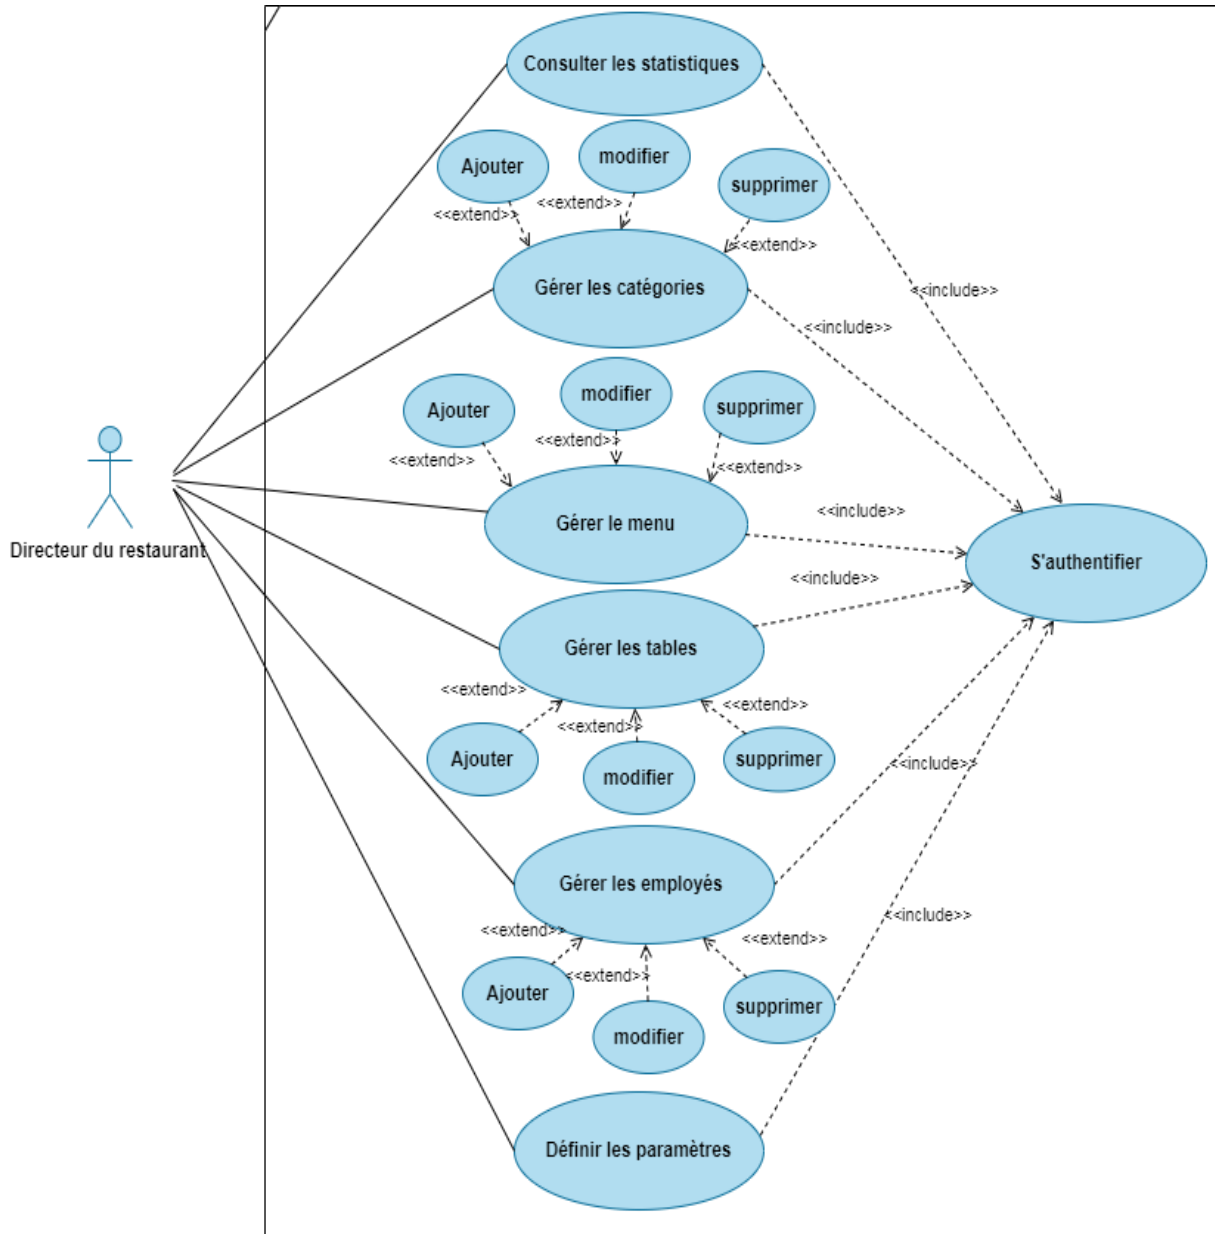 Consulter les statistiques
Ajouter
modifier
supprimer
<<extend>>
<<extend>>
<<extend>>
Gérer les catégories
<<include>>
<<include>>
Ajouter
modifier
supprimer
<<extend>>
<<extend>>
<<extend>>
Gérer le menu
<<include>>
Directeur du restaurant
S'authentifier
<<include>>
Gérer les tables
<<extend>>
<<extend>>
<<extend>>
Ajouter
modifier
supprimer
<<include>>
Gérer les employés
<<include>>
<<extend>>
<<extend>>
<<extend>>
Ajouter
modifier
supprimer
Définir les paramètres